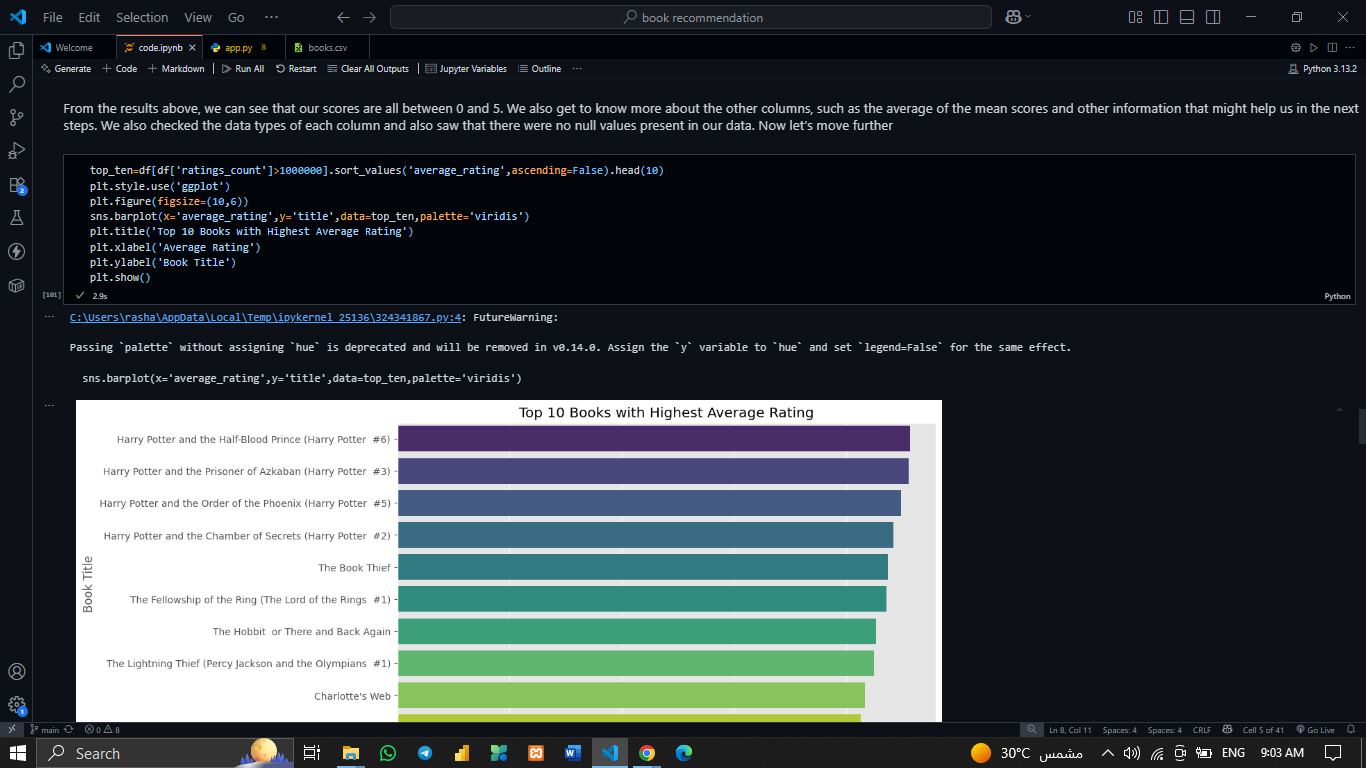 File Edit Selection View Go ··· book recommendation
Welcome code.ipynb app.py 8 books.csv
Generate + Code + Markdown Run All Restart Clear All Outputs Jupyter Variables Outline ··· Python 3.13.2
From the results above, we can see that our scores are all between 0 and 5. We also get to know more about the other columns, such as the average of the mean scores and other information that might help us in the next
steps. We also checked the data types of each column and also saw that there were no null values present in our data. Now let's move further
top_ten=df[df['ratings_count']>1000000].sort_values('average_rating',ascending=False).head(10)
plt.style.use('ggplot')
plt.figure(figsize=(10,6))
sns.barplot(x='average_rating',y='title',data=top_ten,palette='viridis')
plt.title('Top 10 Books with Highest Average Rating')
plt.xlabel('Average Rating')
plt.ylabel('Book Title')
plt.show()
[101] 2.9s Python
C:\Users\rasha\AppData\Local\Temp\ipykernel_25136\324341867.py:4: FutureWarning:
Passing `palette` without assigning `hue` is deprecated and will be removed in v0.14.0. Assign the `y` variable to `hue` and set `legend=False` for the same effect.
sns.barplot(x='average_rating',y='title',data=top_ten,palette='viridis')
Top 10 Books with Highest Average Rating
Harry Potter and the Half-Blood Prince (Harry Potter #6)
Harry Potter and the Prisoner of Azkaban (Harry Potter #3)
Harry Potter and the Order of the Phoenix (Harry Potter #5)
Harry Potter and the Chamber of Secrets (Harry Potter #2)
The Book Thief
The Fellowship of the Ring (The Lord of the Rings #1)
The Hobbit or There and Back Again
The Lightning Thief (Percy Jackson and the Olympians #1)
Charlotte's Web
Book Title
2
1
main 0 8 Ln 8, Col 11 Spaces: 4 Spaces: 4 CRLF Cell 5 of 41 Go Live
Search 30°C مشمس ENG 9:03 AM